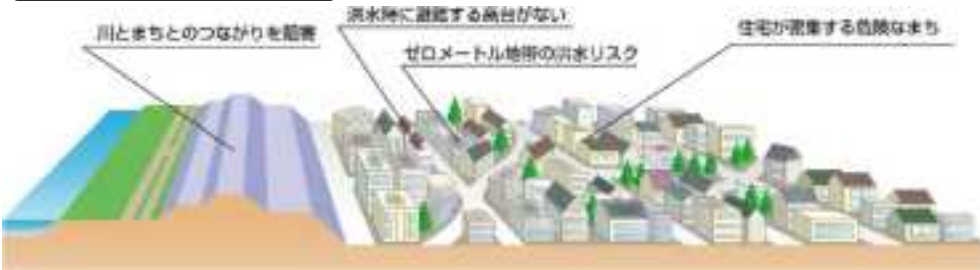 川とまちとのつながりを阻害
洪水時に避難する高台がない
ゼロメートル地帯の洪水リスク
住宅が密集する危険なまち